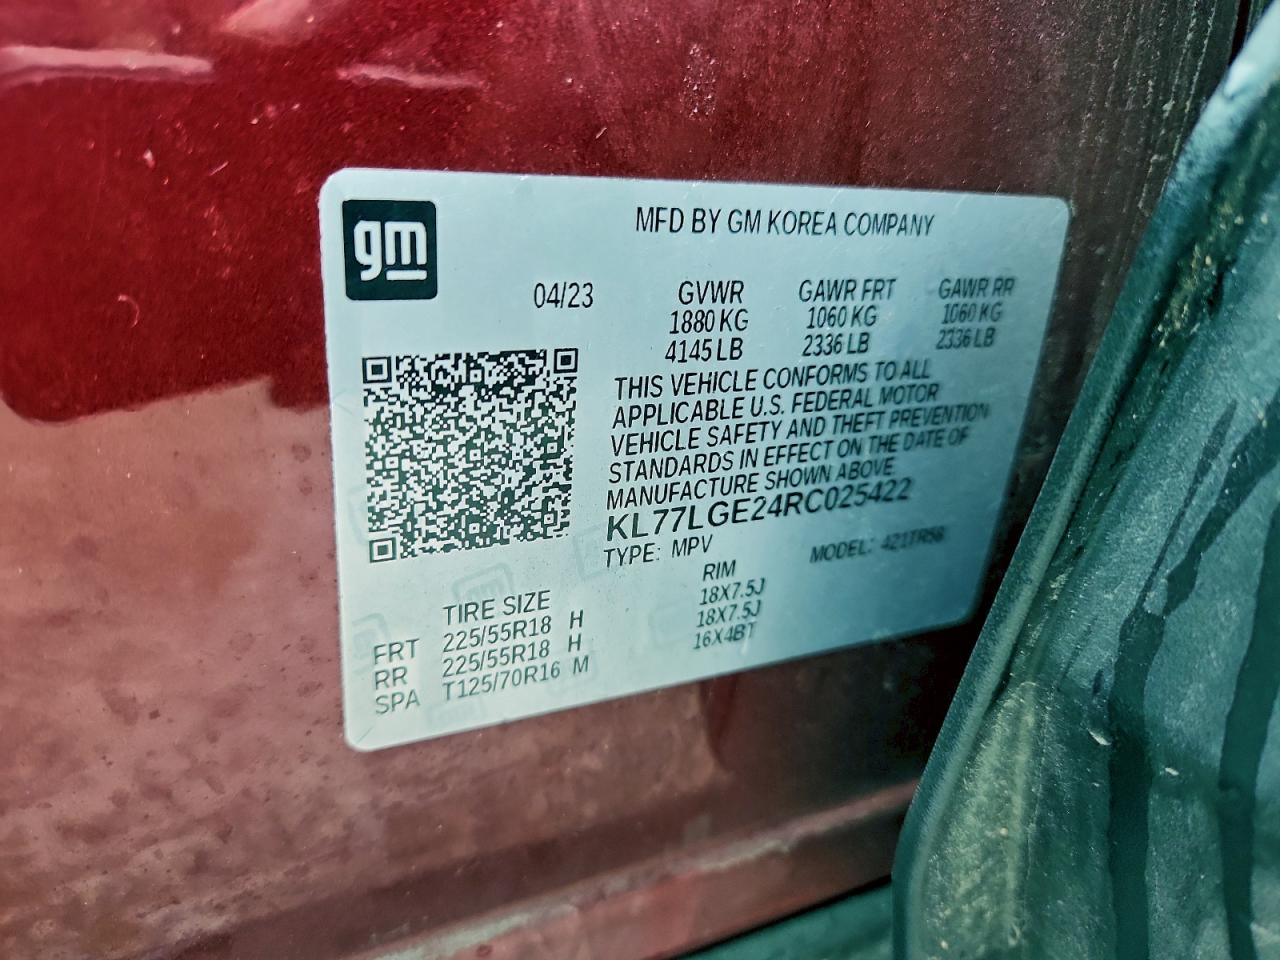 gm
MFD BY GM KOREA COMPANY
04/23 GVWR GAWR FRT GAWR RR
1880 KG 1060 KG 1060 KG
4145 LB 2336 LB 2336 LB
THIS VEHICLE CONFORMS TO ALL
APPLICABLE U.S. FEDERAL MOTOR
VEHICLE SAFETY AND THEFT PREVENTION
STANDARDS IN EFFECT ON THE DATE OF
MANUFACTURE SHOWN ABOVE
KL77LGE24RC025422
TYPE: MPV MODEL:
TIRE SIZE RIM
FRT 225/55R18 H 18X7.5J
RR 225/55R18 H 18X7.5J
SPA T125/70R16 M 16X4BT